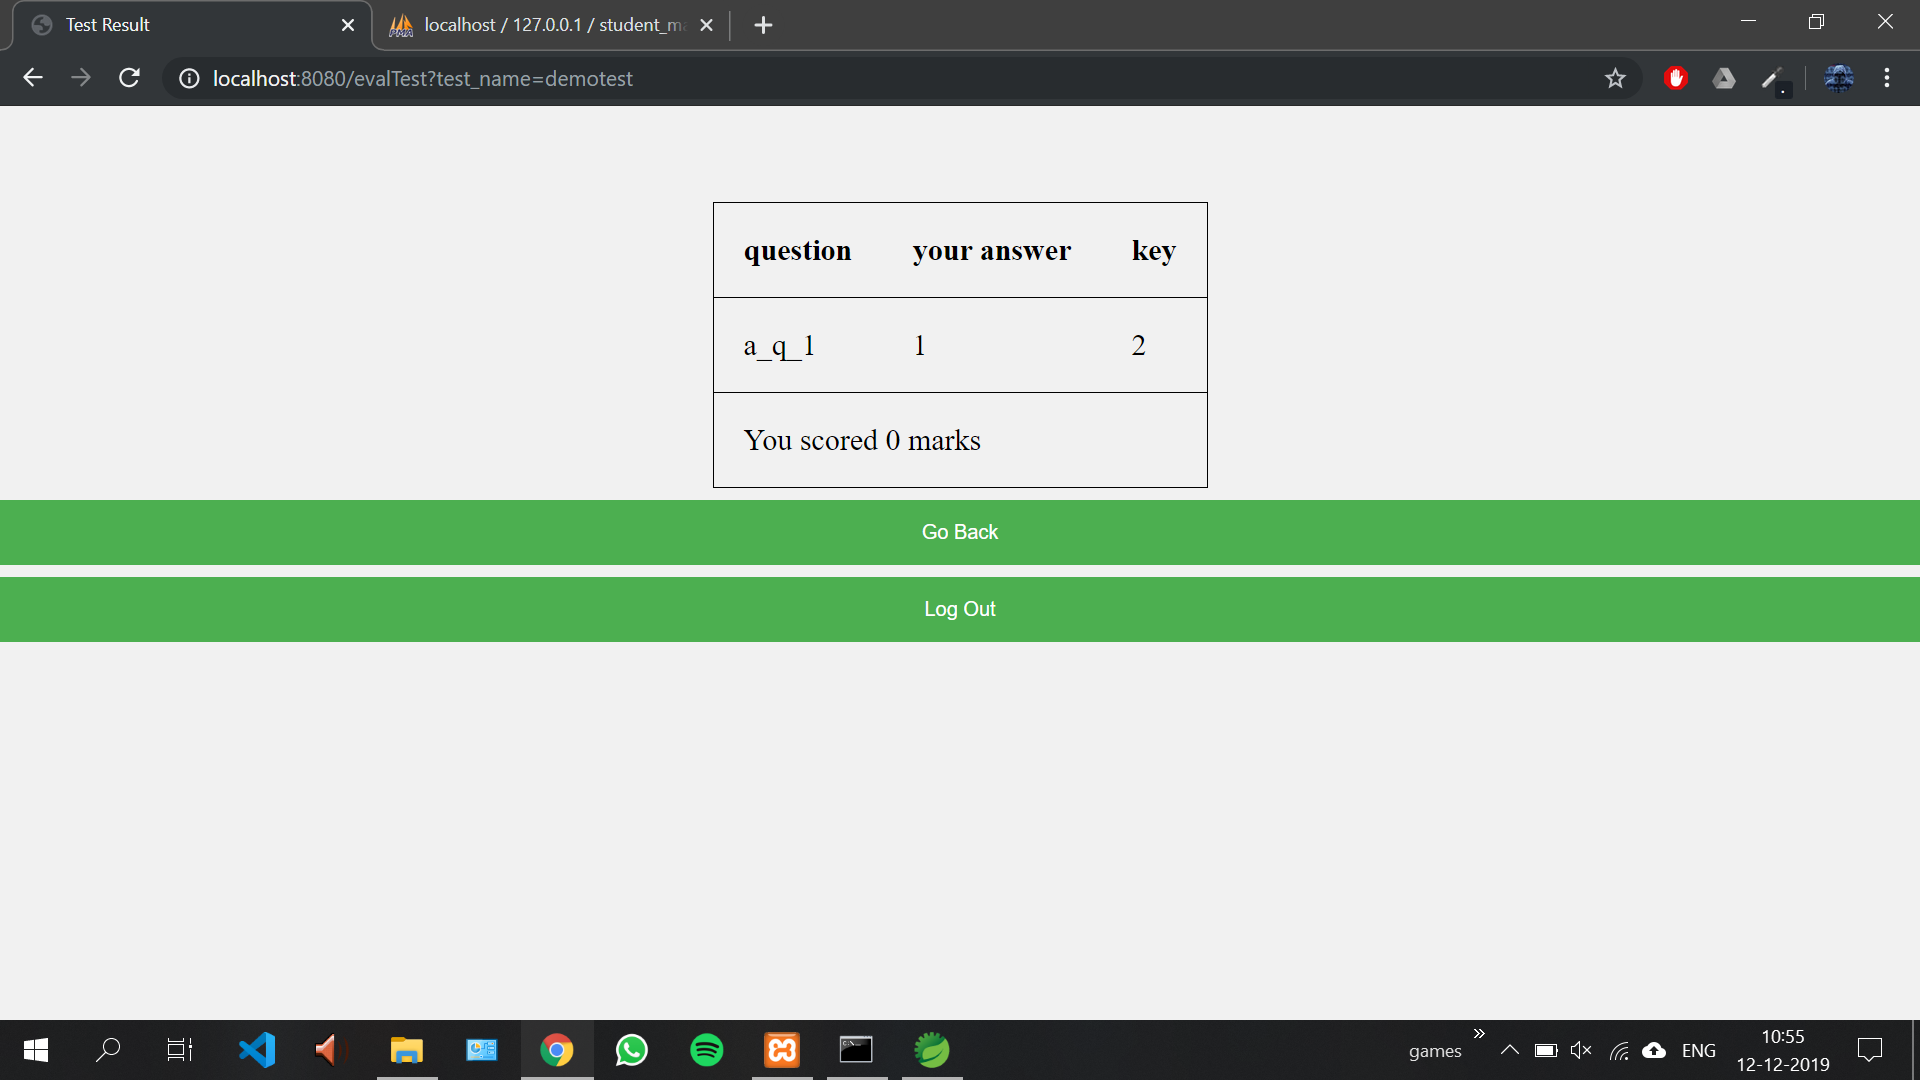 Test Result
localhost / 127.0.0.1 / student_ma
localhost:8080/evalTest?test_name=demotest
question your answer key
a_q_1 1 2
You scored 0 marks
Go Back
Log Out
games
ENG
10:55
12-12-2019